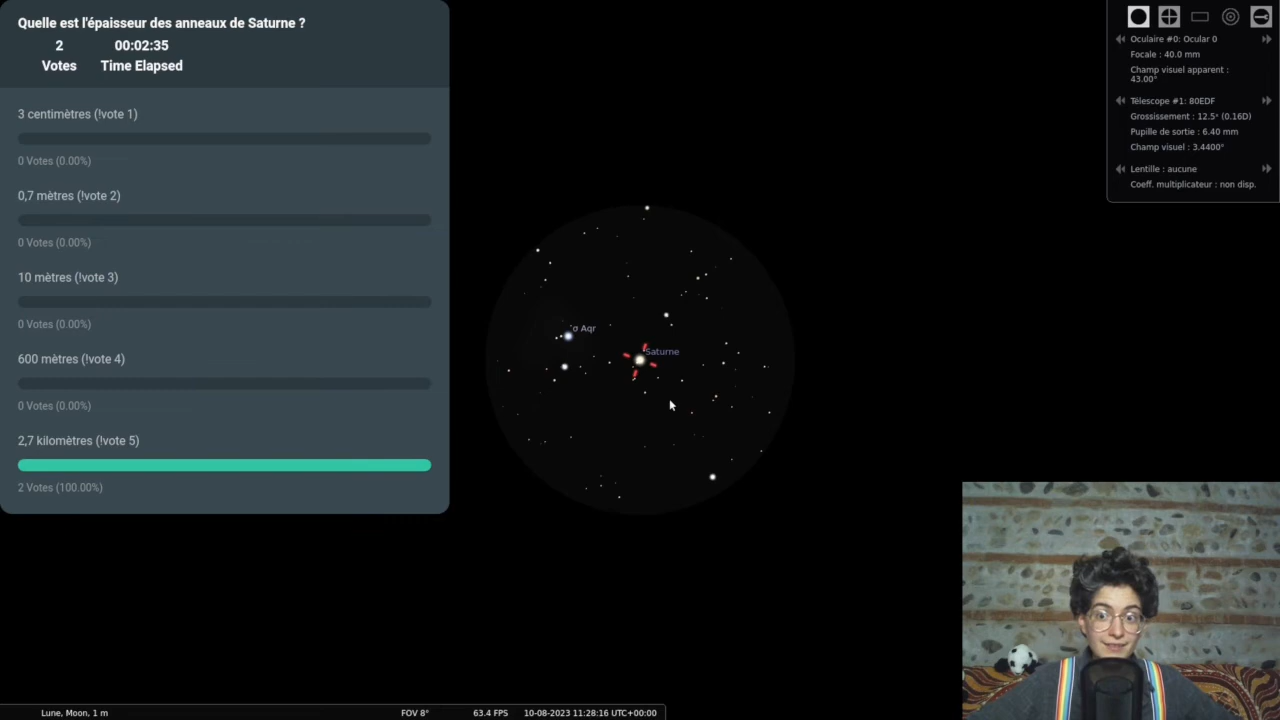 Quelle est l'épaisseur des anneaux de Saturne ?
2 00:02:35
Votes Time Elapsed
3 centimètres (!vote 1)
0 Votes (0.00%)
0,7 mètres (!vote 2)
0 Votes (0.00%)
10 mètres (!vote 3)
0 Votes (0.00%)
600 mètres (!vote 4)
0 Votes (0.00%)
2,7 kilomètres (!vote 5)
2 Votes (100.00%)
σ Aqr
Saturne
Oculaire #0: Ocular 0
Focale : 40.0 mm
Champ visuel apparent :
43.00°
Télescope #1: 80EDF
Grossissement : 12.5ˣ (0.16D)
Pupille de sortie : 6.40 mm
Champ visuel : 3.4400°
Lentille : aucune
Coeff. multiplicateur : non disp.
Lune, Moon, 1 m FOV 8° 63.4 FPS 10-08-2023 11:28:16 UTC+00:00